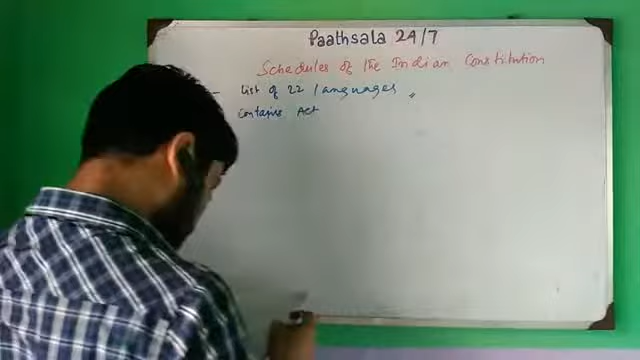 Paathsala 24/7
Schedules of the Indian Constitution
- List of 22 languages "
Contains Act